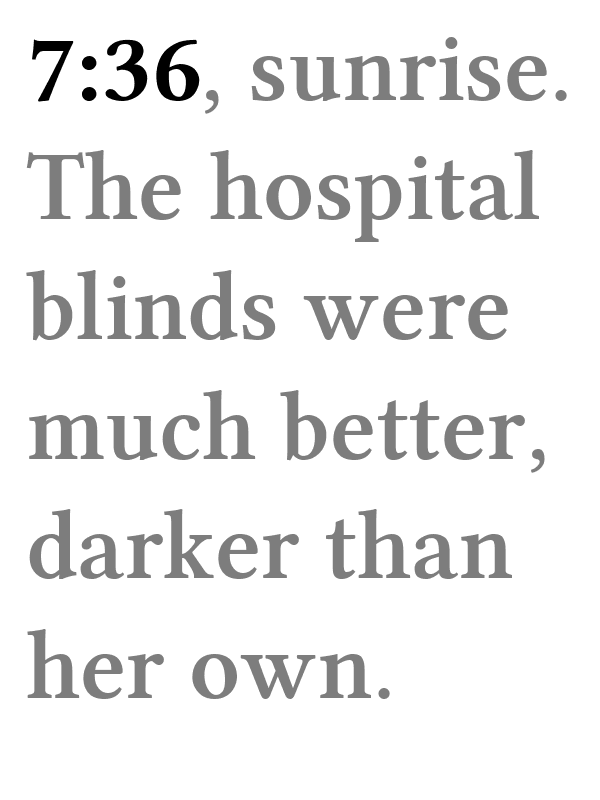 7:36, sunrise.
The hospital
blinds were
much better,
darker than
her own.